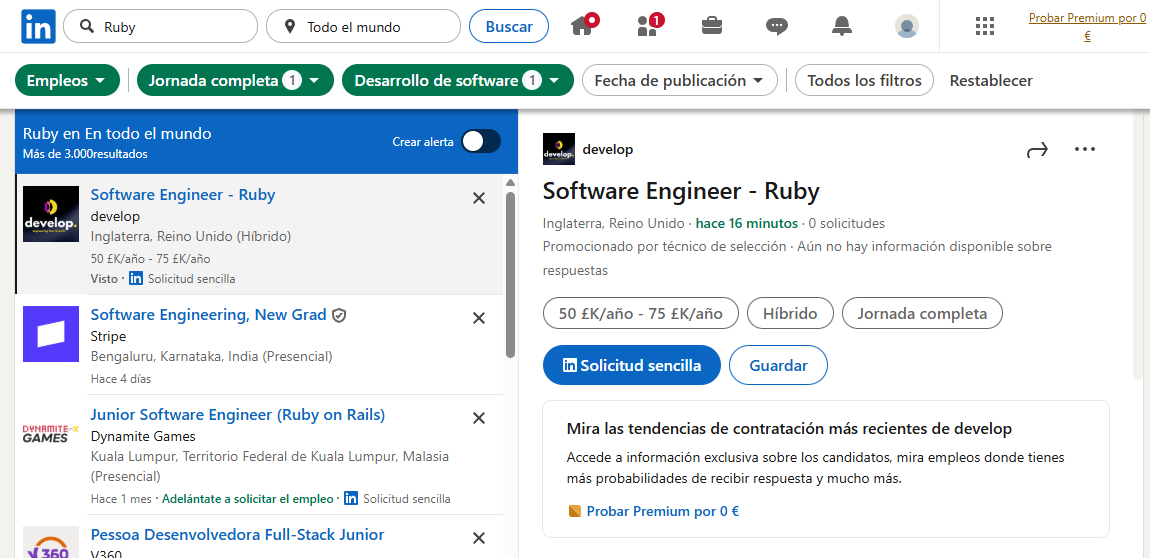 in Ruby Todo el mundo Buscar 1 Probar Premium por 0
€
Empleos Jornada completa 1 Desarrollo de software 1 Fecha de publicación Todos los filtros Restablecer
Ruby en En todo el mundo
Más de 3.000resultados
Crear alerta
develop.
Software Engineer - Ruby
develop
Inglaterra, Reino Unido (Híbrido)
50 £K/año - 75 £K/año
Visto · in Solicitud sencilla
Software Engineering, New Grad
Stripe
Bengaluru, Karnataka, India (Presencial)
Hace 4 días
DYNAMITE
GAMES
Junior Software Engineer (Ruby on Rails)
Dynamite Games
Kuala Lumpur, Territorio Federal de Kuala Lumpur, Malasia
(Presencial)
Hace 1 mes · Adelántate a solicitar el empleo · in Solicitud sencilla
V360
Pessoa Desenvolvedora Full-Stack Junior
V360
develop.
develop
Software Engineer - Ruby
Inglaterra, Reino Unido · hace 16 minutos · 0 solicitudes
Promocionado por técnico de selección · Aún no hay información disponible sobre
respuestas
50 £K/año - 75 £K/año Híbrido Jornada completa
in Solicitud sencilla Guardar
Mira las tendencias de contratación más recientes de develop
Accede a información exclusiva sobre los candidatos, mira empleos donde tienes
más probabilidades de recibir respuesta y mucho más.
Probar Premium por 0 €